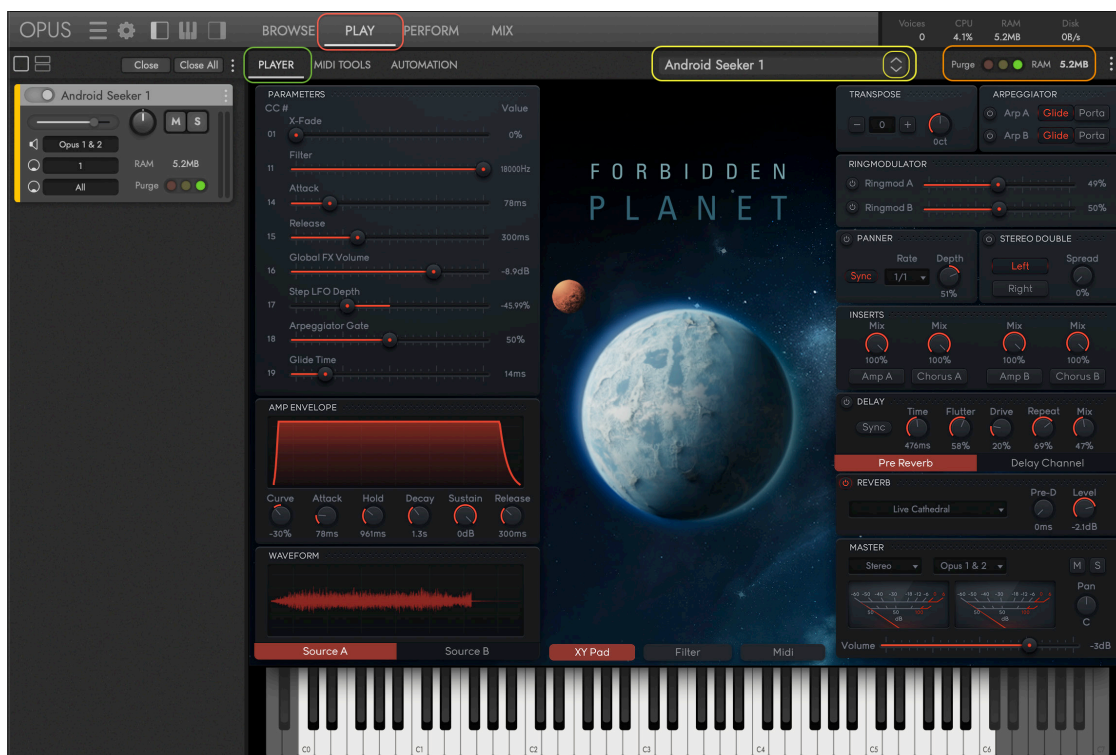 OPUS BROWSE PLAY PERFORM MIX
Voices CPU RAM Disk
0 4.1% 5.2MB 0B/s
Close Close All
PLAYER MIDI TOOLS AUTOMATION
Android Seeker 1
Purge RAM 5.2MB
Android Seeker 1
M S
Opus 1 & 2
1 RAM 5.2MB
All Purge
PARAMETERS
CC # Value
X-Fade
01 0%
Filter
11 18000Hz
Attack
14 78ms
Release
15 300ms
Global FX Volume
16 -8.9dB
Step LFO Depth
17 -45.99%
Arpeggiator Gate
18 50%
Glide Time
19 14ms
AMP ENVELOPE
Curve Attack Hold Decay Sustain Release
-30% 78ms 961ms 1.3s 0dB 300ms
WAVEFORM
Source A Source B
FORBIDDEN
PLANET
XY Pad Filter Midi
TRANSPOSE
- 0 +
0ct
ARPEGGIATOR
Arp A Glide Porta
Arp B Glide Porta
RINGMODULATOR
Ringmod A 49%
Ringmod B 50%
PANNER
Rate Depth
Sync 1/1
51%
STEREO DOUBLE
Left Spread
Right 0%
INSERTS
Mix Mix Mix Mix
100% 100% 100% 100%
Amp A Chorus A Amp B Chorus B
DELAY
Time Flutter Drive Repeat Mix
Sync
476ms 58% 20% 69% 47%
Pre Reverb Delay Channel
REVERB
Pre-D Level
Live Cathedral
0ms -2.1dB
MASTER
Stereo Opus 1 & 2 M S
Pan
C
dB dB
Volume -3dB
C0 C1 C2 C3 C4 C5 C6